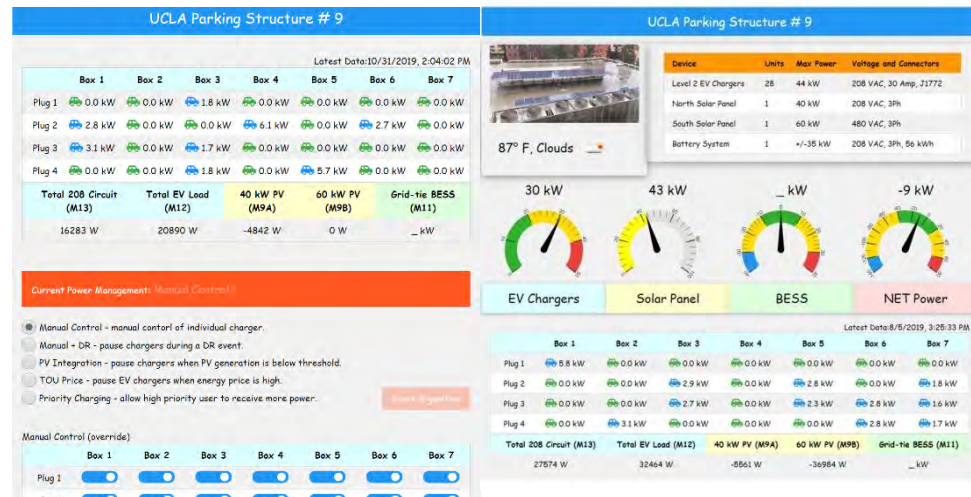 UCLA Parking Structure # 9
Latest Data:10/31/2019, 2:04:02 PM
Box 1 Box 2 Box 3 Box 4 Box 5 Box 6 Box 7
Plug 1 0.0 kW 0.0 kW 1.8 kW 0.0 kW 0.0 kW 0.0 kW 0.0 kW
Plug 2 2.8 kW 0.0 kW 0.0 kW 6.1 kW 0.0 kW 2.7 kW 0.0 kW
Plug 3 3.1 kW 0.0 kW 1.7 kW 0.0 kW 0.0 kW 0.0 kW 0.0 kW
Plug 4 0.0 kW 0.0 kW 1.8 kW 0.0 kW 5.7 kW 0.0 kW 0.0 kW
Total 208 Circuit (M13) Total EV Load (M12) 40 kW PV (M9A) 60 kW PV (M9B) Grid-tie BESS (M11)
16283 W 20890 W -4842 W 0 W _ kW
Current Power Management: Manual Control!
Manual Control - manual contorl of individual charger.
Manual + DR - pause chargers during a DR event.
PV Integration - pause chargers when PV generation is below threshold.
TOU Price - pause EV chargers when energy price is high.
Priority Charging - allow high priority user to receive more power.
Manual Control (override)
Box 1 Box 2 Box 3 Box 4 Box 5 Box 6 Box 7
Plug 1
UCLA Parking Structure # 9
Device Units Max Power Voltage and Connectors
Level 2 EV Chargers 28 44 kW 208 VAC, 30 Amp, J1772
North Solar Panel 1 40 kW 208 VAC, 3Ph
South Solar Panel 1 60 kW 480 VAC, 3Ph
Battery System 1 +/-35 kW 208 VAC, 3Ph, 56 kWh
87° F, Clouds
30 kW 43 kW _ kW -9 kW
EV Chargers Solar Panel BESS NET Power
Latest Data:8/5/2019, 3:25:33 PM
Box 1 Box 2 Box 3 Box 4 Box 5 Box 6 Box 7
Plug 1 5.8 kW 0.0 kW 0.0 kW 0.0 kW 0.0 kW 0.0 kW 0.0 kW
Plug 2 0.0 kW 0.0 kW 2.9 kW 0.0 kW 2.8 kW 0.0 kW 1.8 kW
Plug 3 0.0 kW 0.0 kW 2.7 kW 0.0 kW 2.3 kW 2.8 kW 1.6 kW
Plug 4 0.0 kW 3.1 kW 0.0 kW 0.0 kW 0.0 kW 2.8 kW 1.7 kW
Total 208 Circuit (M13) Total EV Load (M12) 40 kW PV (M9A) 60 kW PV (M9B) Grid-tie BESS (M11)
27574 W 32464 W -5561 W -36984 W _ kW